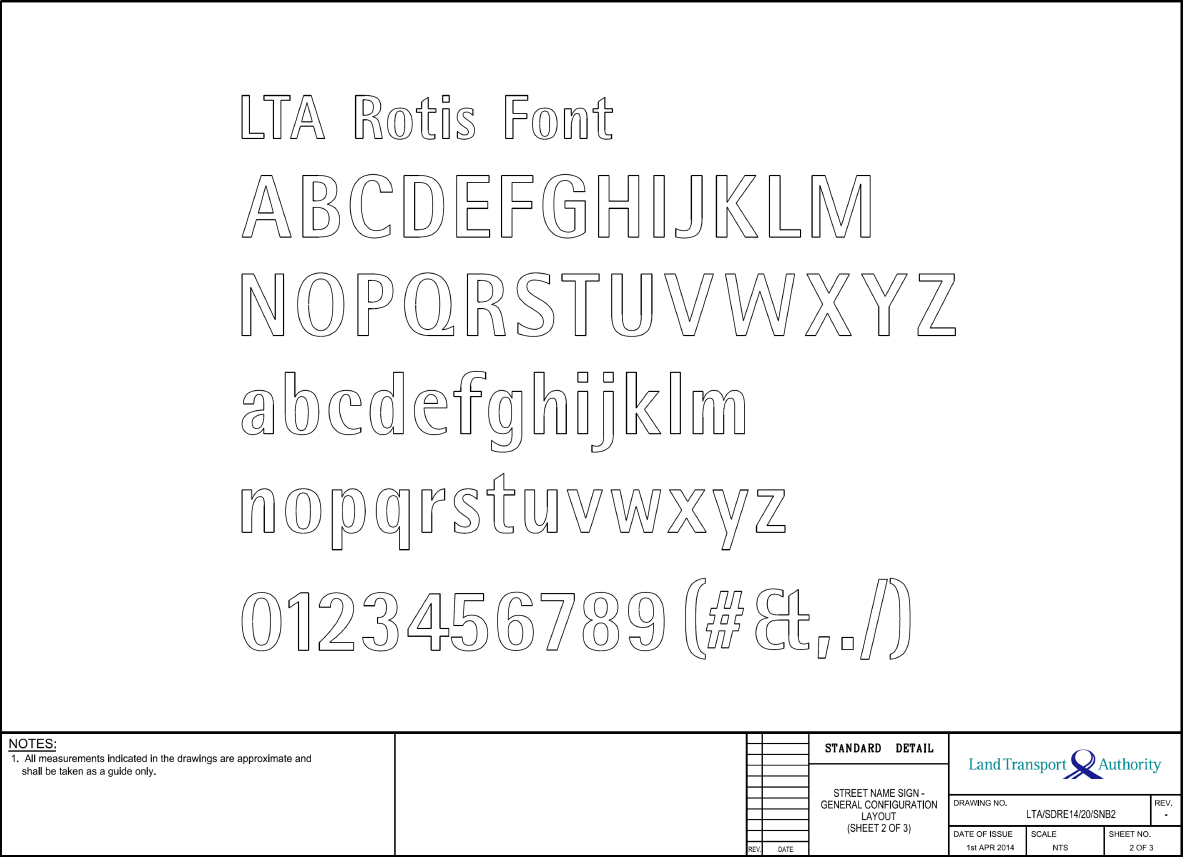 LTA Rotis Font
ABCDEFGHIJKLM
NOPQRSTUVWXYZ
abcdefghijklm
nopqrstuvwxyz
0123456789(#&,./)
NOTES:
1. All measurements indicated in the drawings are approximate and
shall be taken as a guide only.
REV. DATE
STANDARD DETAIL
STREET NAME SIGN -
GENERAL CONFIGURATION
LAYOUT
(SHEET 2 OF 3)
Land Transport Authority
DRAWING NO. REV.
LTA/SDRE14/20/SNB2 -
DATE OF ISSUE SCALE SHEET NO.
1st APR 2014 NTS 2 OF 3